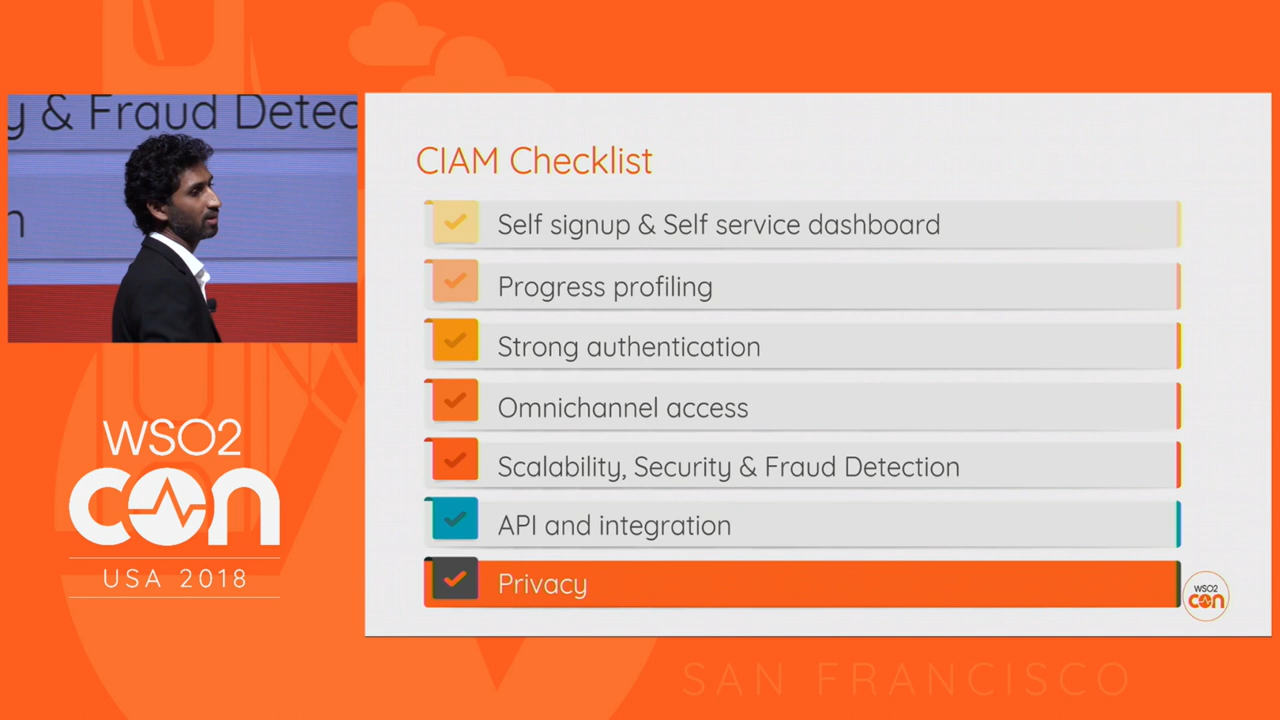 y & Fraud Detec
n
CIAM Checklist
Self signup & Self service dashboard
Progress profiling
Strong authentication
Omnichannel access
Scalability, Security & Fraud Detection
API and integration
Privacy
WSO2
con
WSO2
con
USA 2018
SAN FRANCISCO